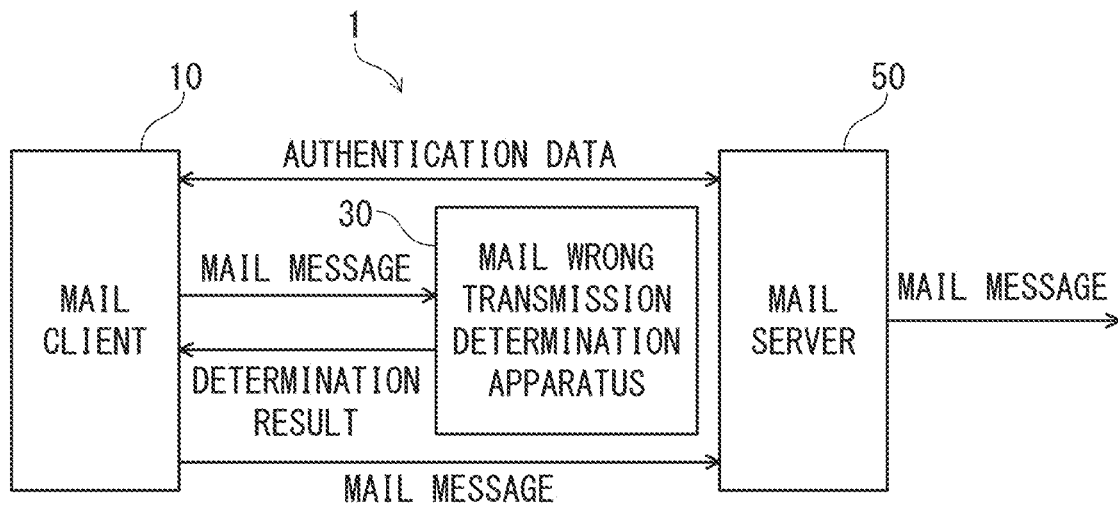 1
10
50
AUTHENTICATION DATA
30
MAIL MESSAGE
MAIL WRONG
TRANSMISSION
DETERMINATION
APPARATUS
MAIL
CLIENT
MAIL
SERVER
MAIL MESSAGE
DETERMINATION
RESULT
MAIL MESSAGE